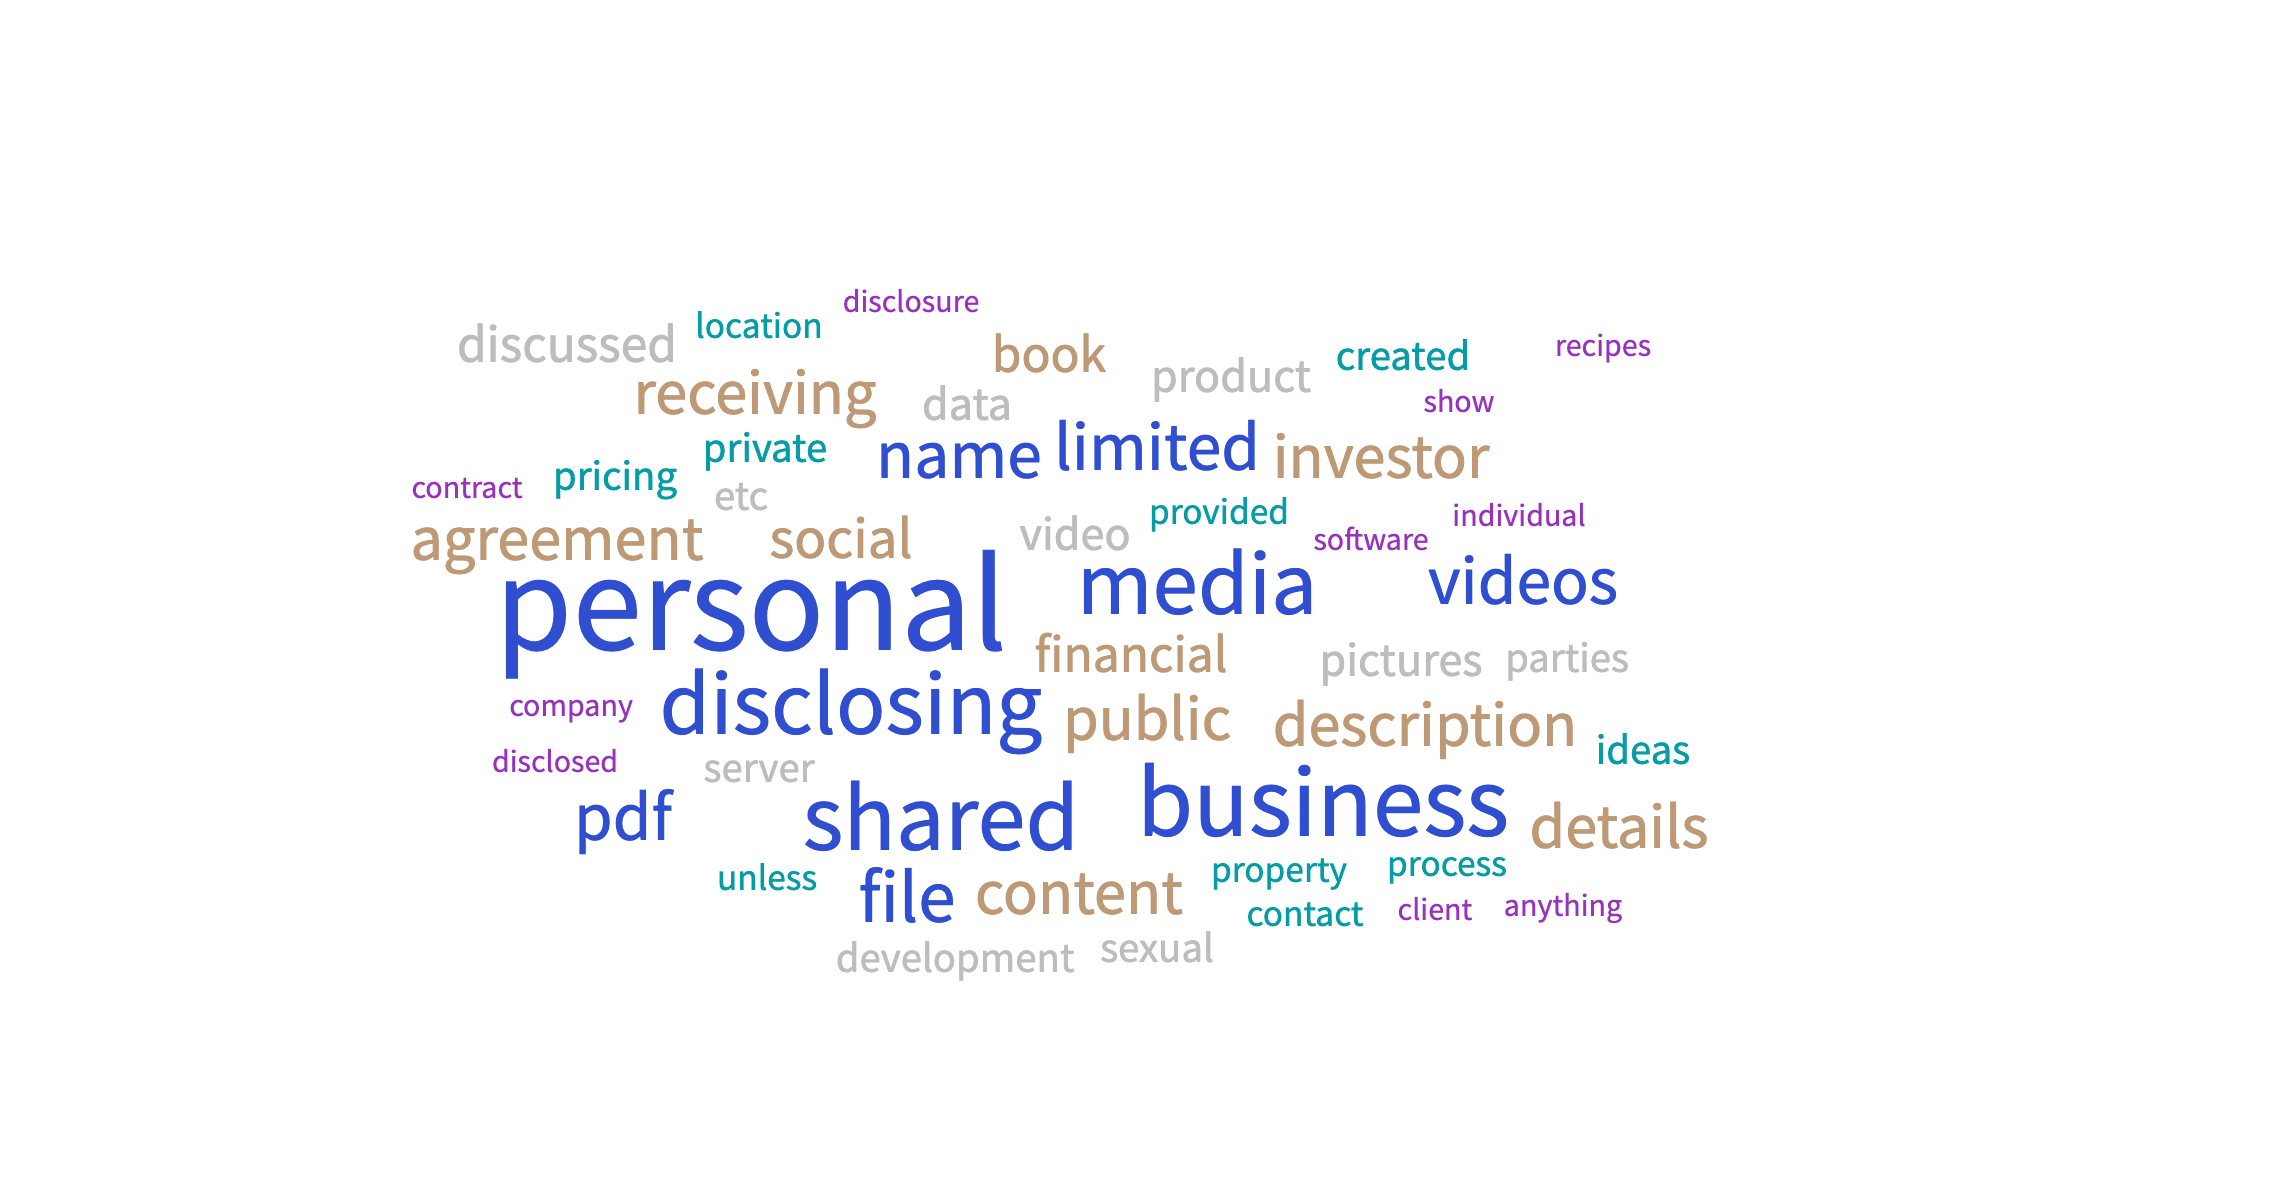 disclosure
discussed location book product created recipes
receiving data show
private name limited investor
contract pricing etc
agreement social video provided software individual
personal media videos
financial pictures parties
company disclosing public description
disclosed server ideas
pdf shared business details
unless file content property process
contact client anything
development sexual